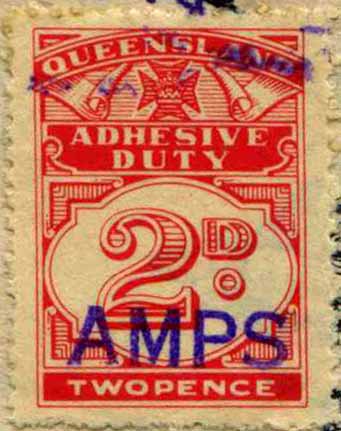 QUEENSLAND
ADHESIVE
DUTY
2D.
AMPS
TWOPENCE